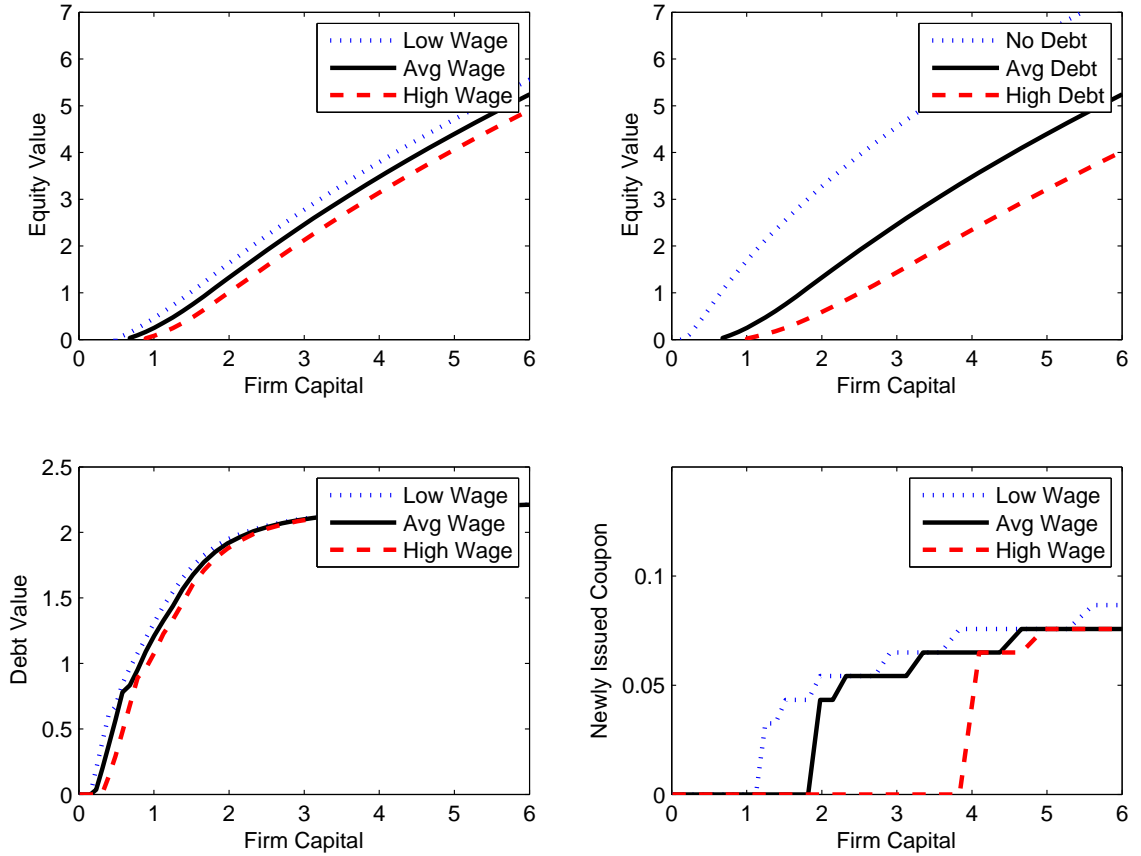 7
6
5
4
3
2
1
0
Equity Value
0 1 2 3 4 5 6
Firm Capital
Low Wage
Avg Wage
High Wage
7
6
5
4
3
2
1
0
Equity Value
0 1 2 3 4 5 6
Firm Capital
No Debt
Avg Debt
High Debt
2.5
2
1.5
1
0.5
0
Debt Value
0 1 2 3 4 5 6
Firm Capital
Low Wage
Avg Wage
High Wage
0.1
0.05
0
Newly Issued Coupon
0 1 2 3 4 5 6
Firm Capital
Low Wage
Avg Wage
High Wage